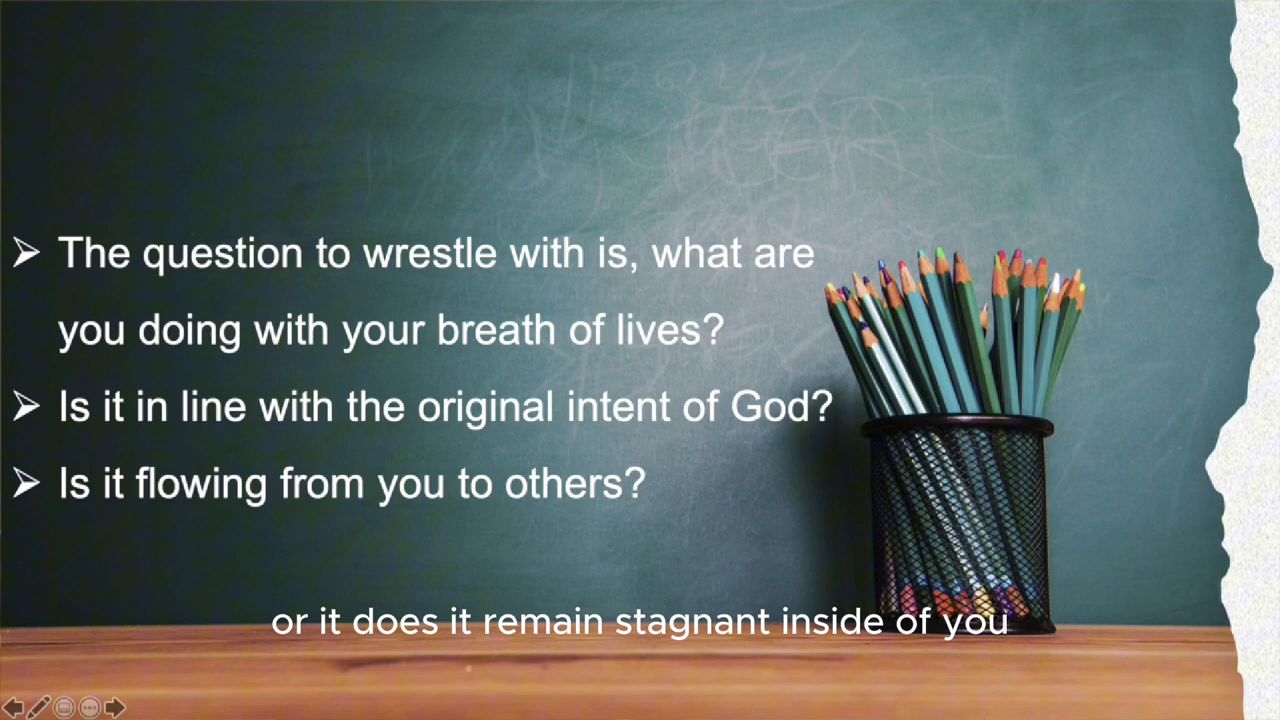 ➢ The question to wrestle with is, what are
you doing with your breath of lives?
➢ Is it in line with the original intent of God?
➢ Is it flowing from you to others?
or it does it remain stagnant inside of you